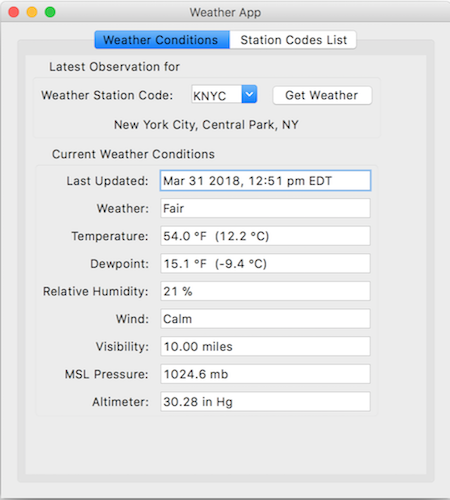 Weather App
Weather Conditions Station Codes List
Latest Observation for
Weather Station Code: KNYC Get Weather
New York City, Central Park, NY
Current Weather Conditions
Last Updated: Mar 31 2018, 12:51 pm EDT
Weather: Fair
Temperature: 54.0 °F (12.2 °C)
Dewpoint: 15.1 °F (-9.4 °C)
Relative Humidity: 21 %
Wind: Calm
Visibility: 10.00 miles
MSL Pressure: 1024.6 mb
Altimeter: 30.28 in Hg